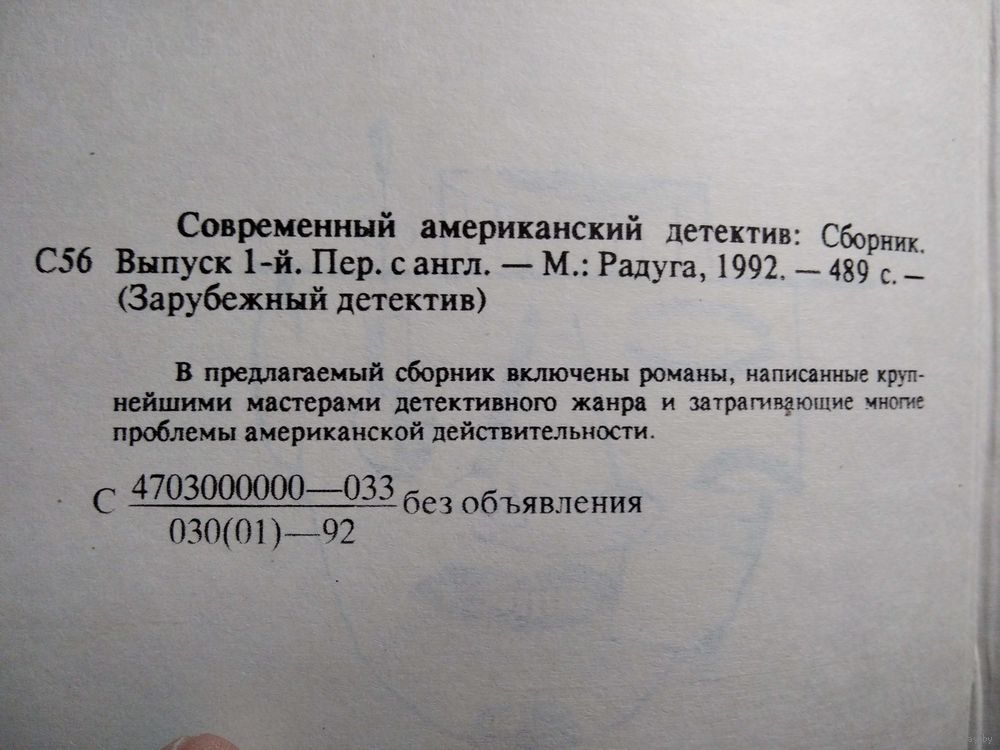 Современный американский детектив: Сборник.
С56 Выпуск 1-й. Пер. с англ. — М.: Радуга, 1992. — 489 с. —
(Зарубежный детектив)
В предлагаемый сборник включены романы, написанные круп-
нейшими мастерами детективного жанра и затрагивающие многие
проблемы американской действительности.
С 4703000000—033 без объявления
030(01)—92